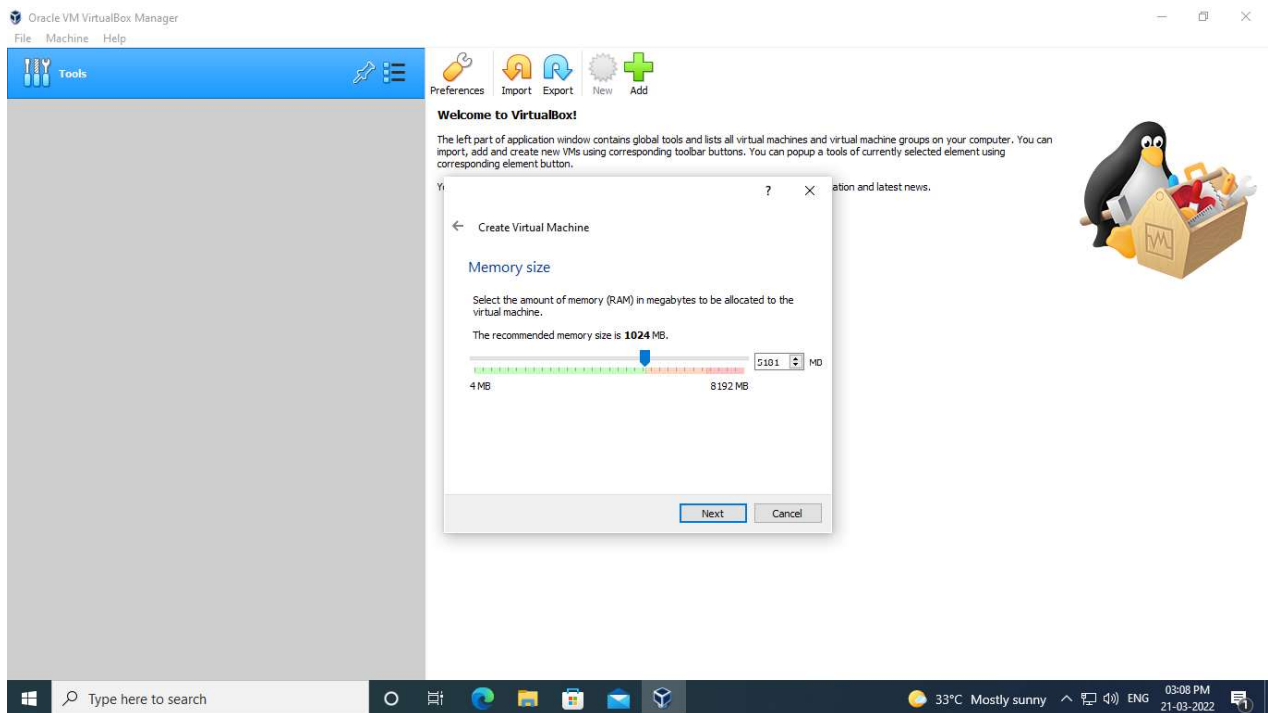 Oracle VM VirtualBox Manager
File Machine Help
Tools
Preferences Import Export New Add
Welcome to VirtualBox!
The left part of application window contains global tools and lists all virtual machines and virtual machine groups on your computer. You can
import, add and create new VMs using corresponding toolbar buttons. You can popup a tools of currently selected element using
corresponding element button.
ation and latest news.
?
Create Virtual Machine
Memory size
Select the amount of memory (RAM) in megabytes to be allocated to the
virtual machine.
The recommended memory size is 1024 MB.
5101 MD
4 MB 8192 MB
Next Cancel
Type here to search
33°C Mostly sunny ENG 03:08 PM
21-03-2022
1